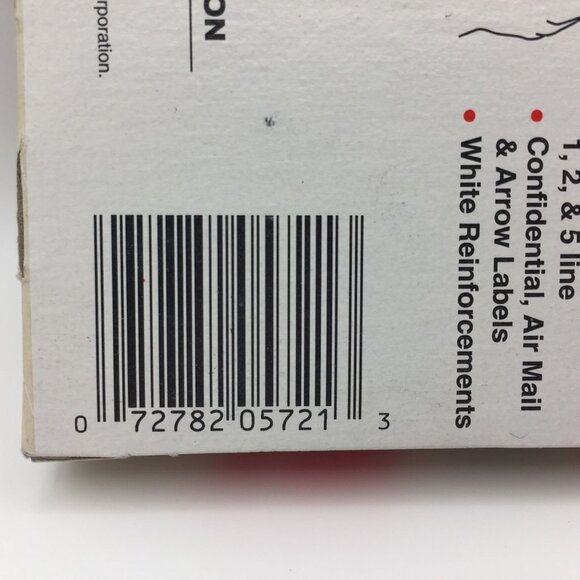 ON
rporation.
1, 2, & 5 line
• Confidential, Air Mail
& Arrow Labels
• White Reinforcements
0 72782 05721 3